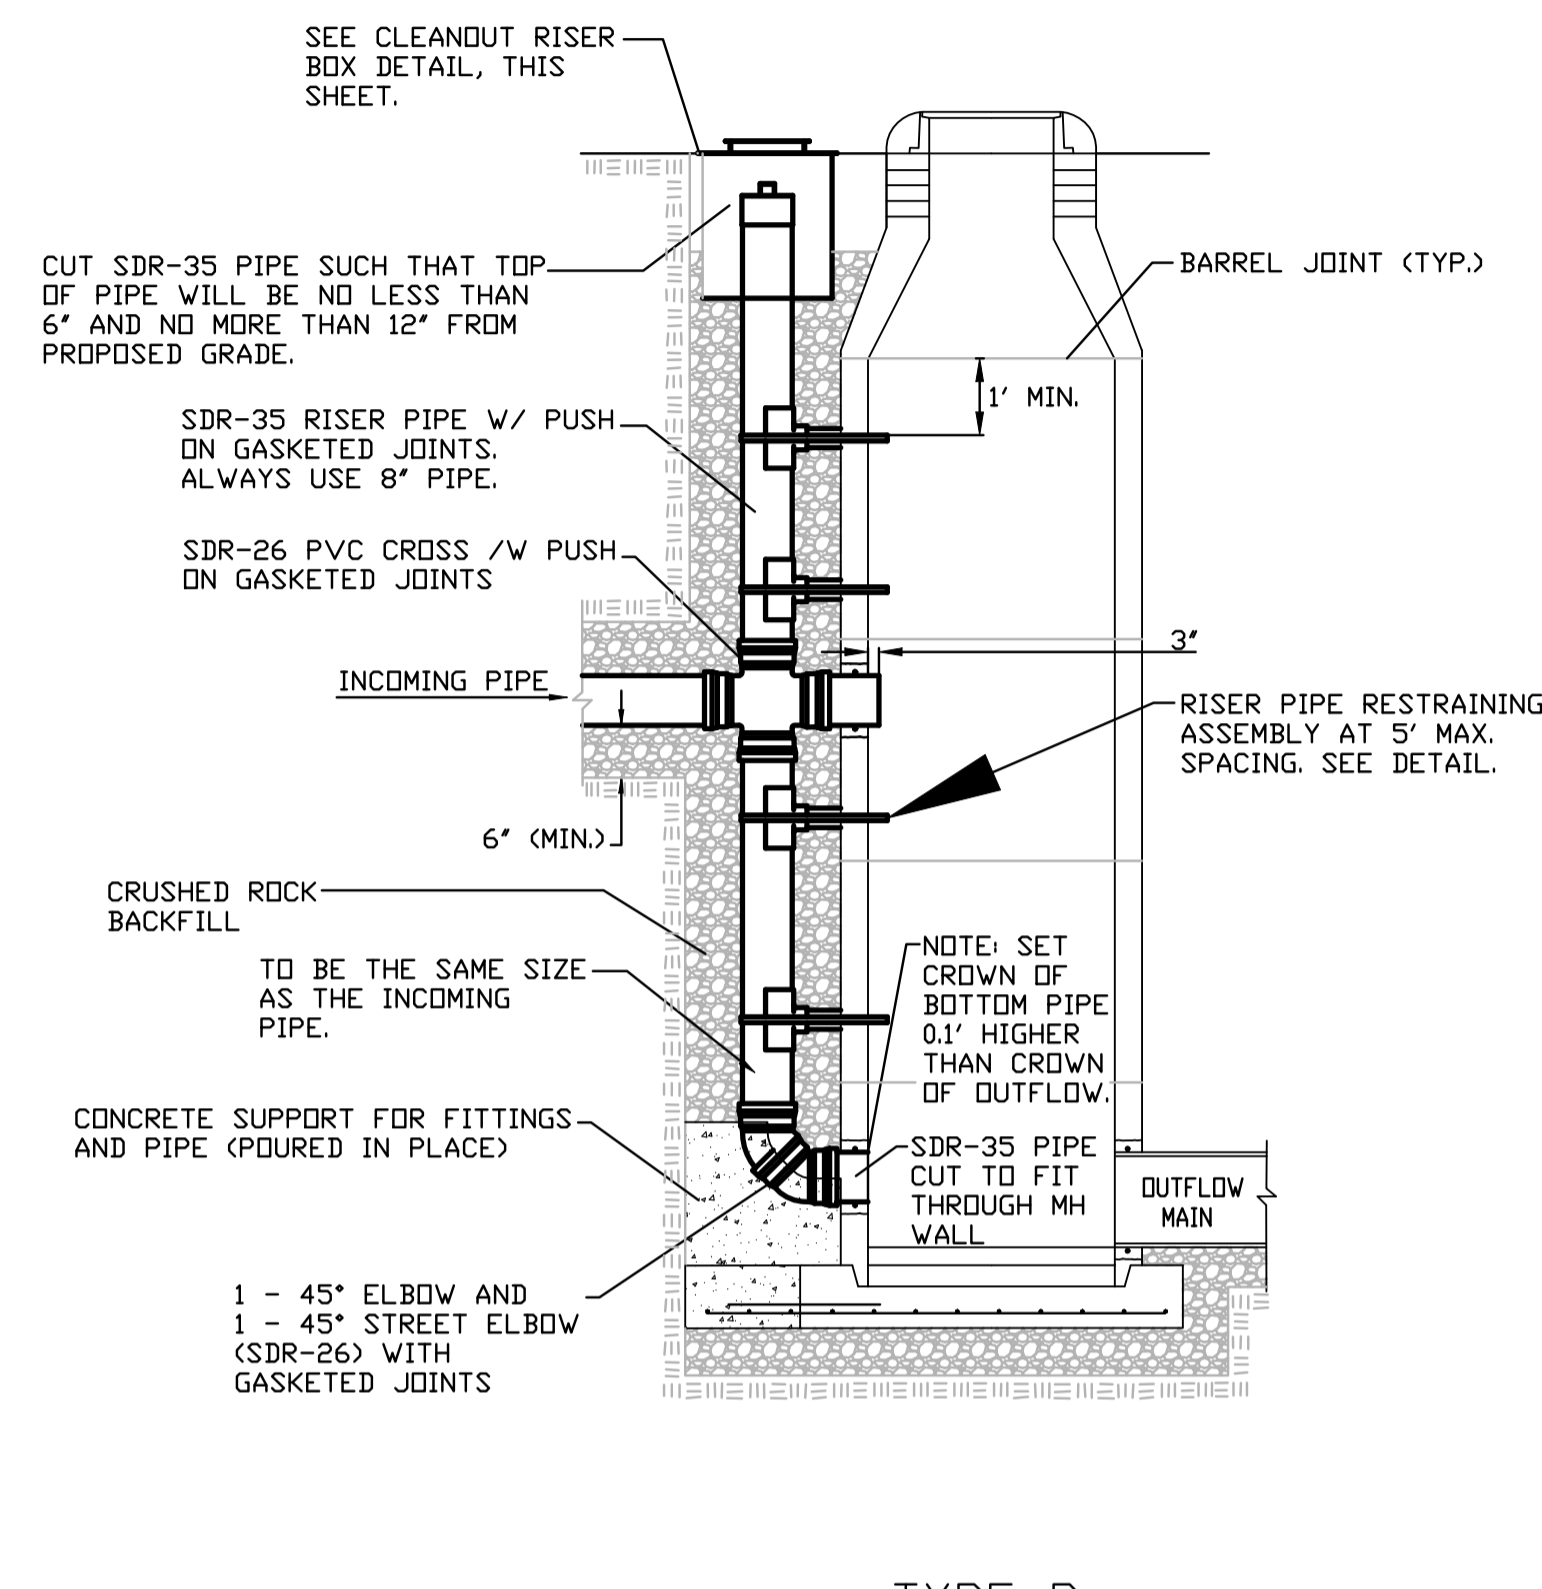 SEE CLEANOUT RISER
BOX DETAIL, THIS
SHEET.
CUT SDR-35 PIPE SUCH THAT TOP
OF PIPE WILL BE NO LESS THAN
6" AND NO MORE THAN 12" FROM
PROPOSED GRADE.
BARREL JOINT (TYP.)
1' MIN.
SDR-35 RISER PIPE W/ PUSH
ON GASKETED JOINTS.
ALWAYS USE 8" PIPE.
SDR-26 PVC CROSS /W PUSH
ON GASKETED JOINTS
3"
INCOMING PIPE
RISER PIPE RESTRAINING
ASSEMBLY AT 5' MAX.
SPACING. SEE DETAIL.
6" (MIN.)
CRUSHED ROCK
BACKFILL
TO BE THE SAME SIZE
AS THE INCOMING
PIPE.
NOTE: SET
CROWN OF
BOTTOM PIPE
0.1' HIGHER
THAN CROWN
OF OUTFLOW.
CONCRETE SUPPORT FOR FITTINGS
AND PIPE (POURED IN PLACE)
SDR-35 PIPE
CUT TO FIT
THROUGH MH
WALL
OUTFLOW
MAIN
1 - 45° ELBOW AND
1 - 45° STREET ELBOW
(SDR-26) WITH
GASKETED JOINTS